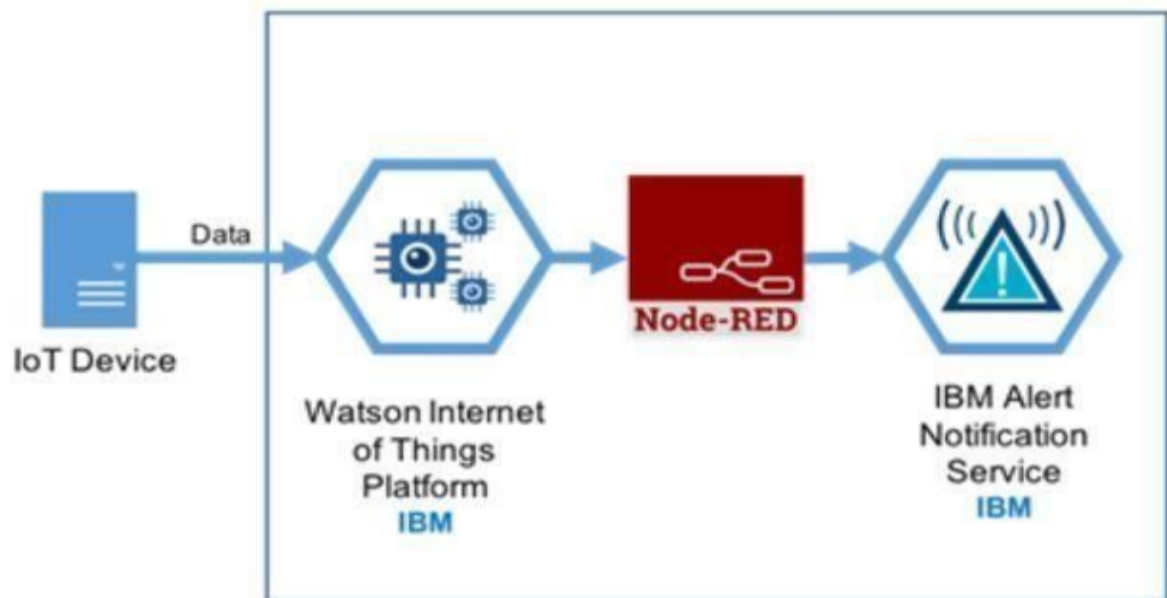 Data
IoT Device
Watson Internet
of Things
Platform
IBM
Node-RED
IBM Alert
Notification
Service
IBM